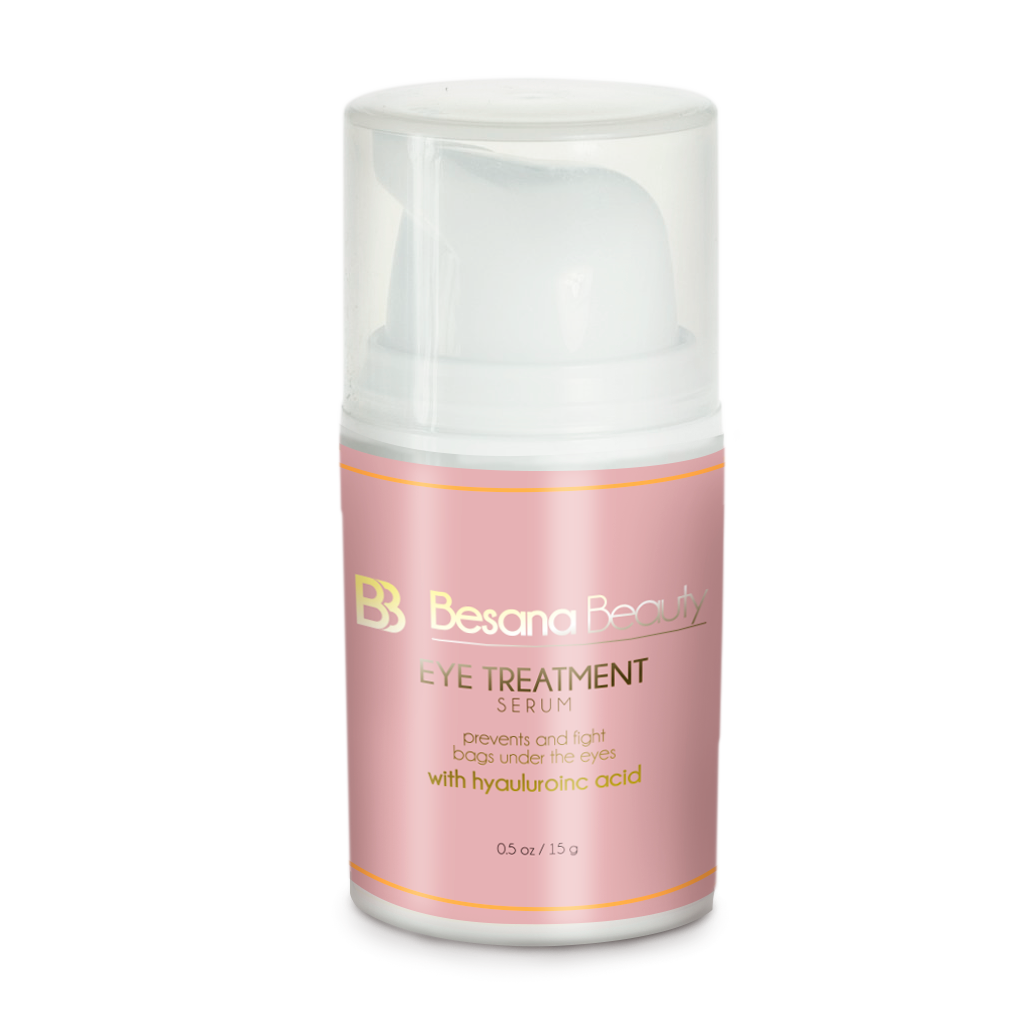 BB Besana Beauty
EYE TREATMENT
SERUM
prevents and fight
bags under the eyes
with hyauluroinc acid
0.5 oz / 15 g